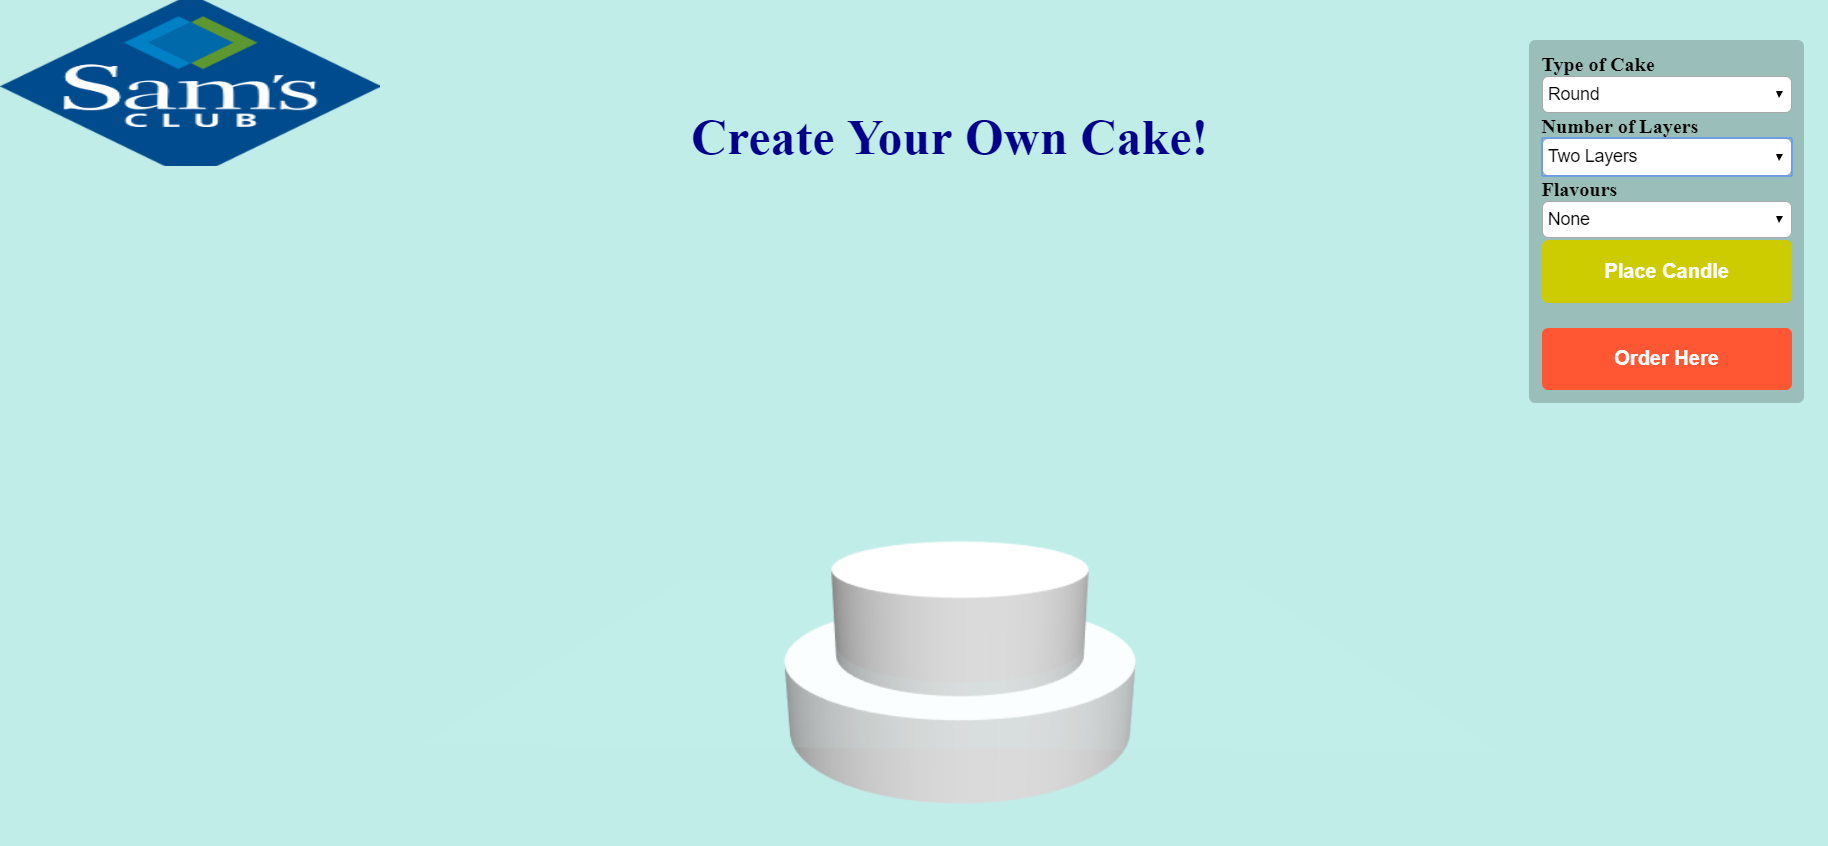 Sam's
CLUB
Create Your Own Cake!
Type of Cake
Round
Number of Layers
Two Layers
Flavours
None
Place Candle
Order Here